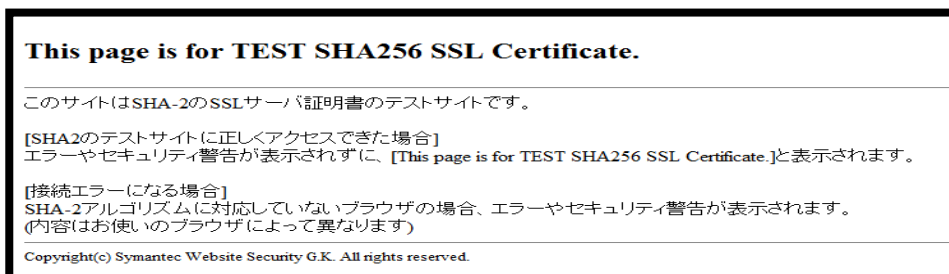 This page is for TEST SHA256 SSL Certificate.
このサイトはSHA-2のSSLサーバ証明書のテストサイトです。
[SHA2のテストサイトに正しくアクセスできた場合]
エラーやセキュリティ警告が表示されずに、[This page is for TEST SHA256 SSL Certificate.]と表示されます。
[接続エラーになる場合]
SHA-2アルゴリズムに対応していないブラウザの場合、エラーやセキュリティ警告が表示されます。
(内容はお使いのブラウザによって異なります)
Copyright(c) Symantec Website Security G.K. All rights reserved.